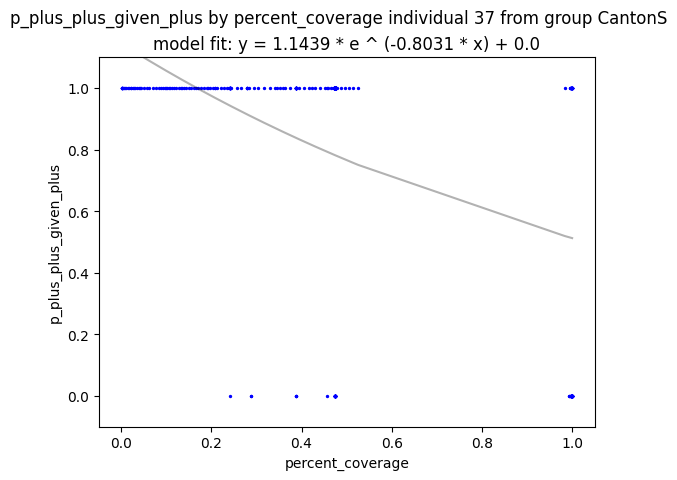 p_plus_plus_given_plus by percent_coverage individual 37 from group CantonS
model fit: y = 1.1439 * e ^ (-0.8031 * x) + 0.0
1.0
0.8
0.6
0.4
0.2
0.0
p_plus_plus_given_plus
0.0 0.2 0.4 0.6 0.8 1.0
percent_coverage